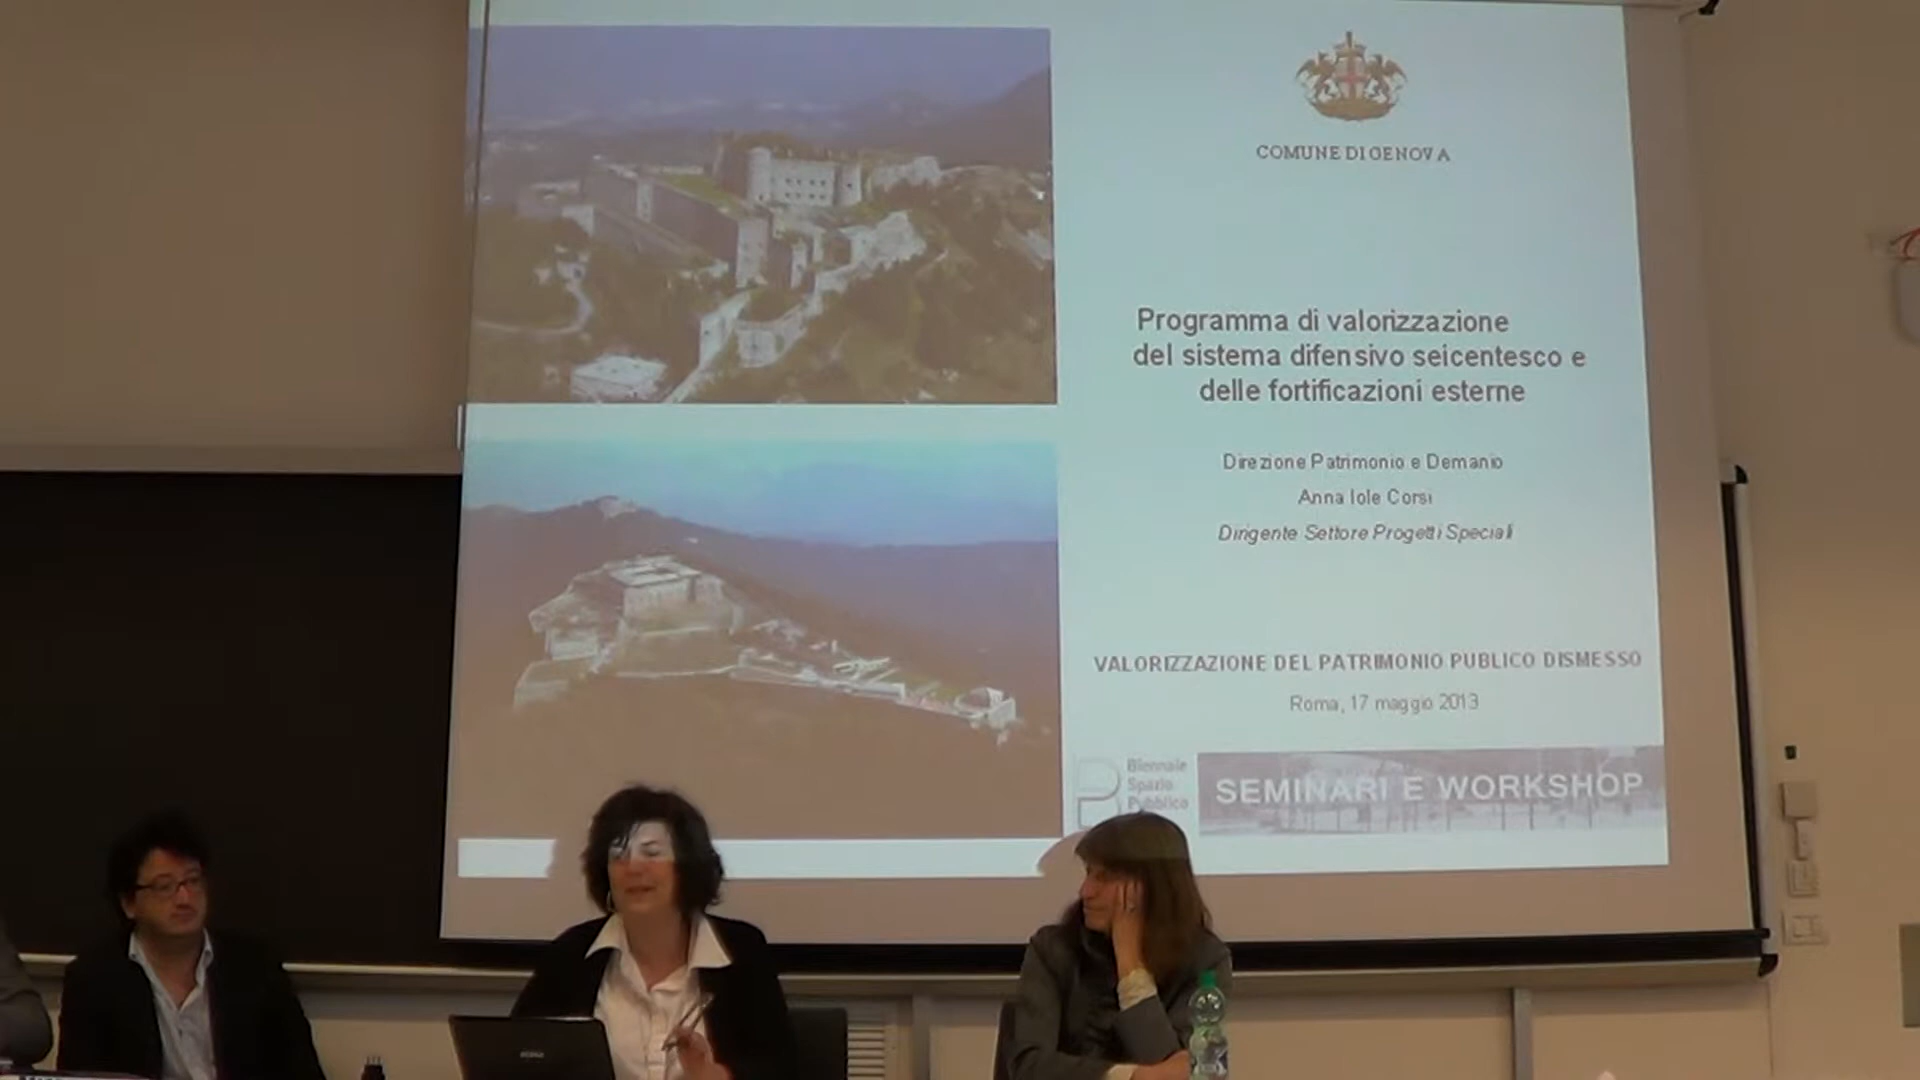 COMUNE DI GENOVA
Programma di valorizzazione
del sistema difensivo seicentesco e
delle fortificazioni esterne
Direzione Patrimonio e Demanio
Anna Iole Corsi
Dirigente Settore Progetti Speciali
VALORIZZAZIONE DEL PATRIMONIO PUBLICO DISMESSO
Roma, 17 maggio 2013
Biennale
Spazio
Pubblico
SEMINARI E WORKSHOP